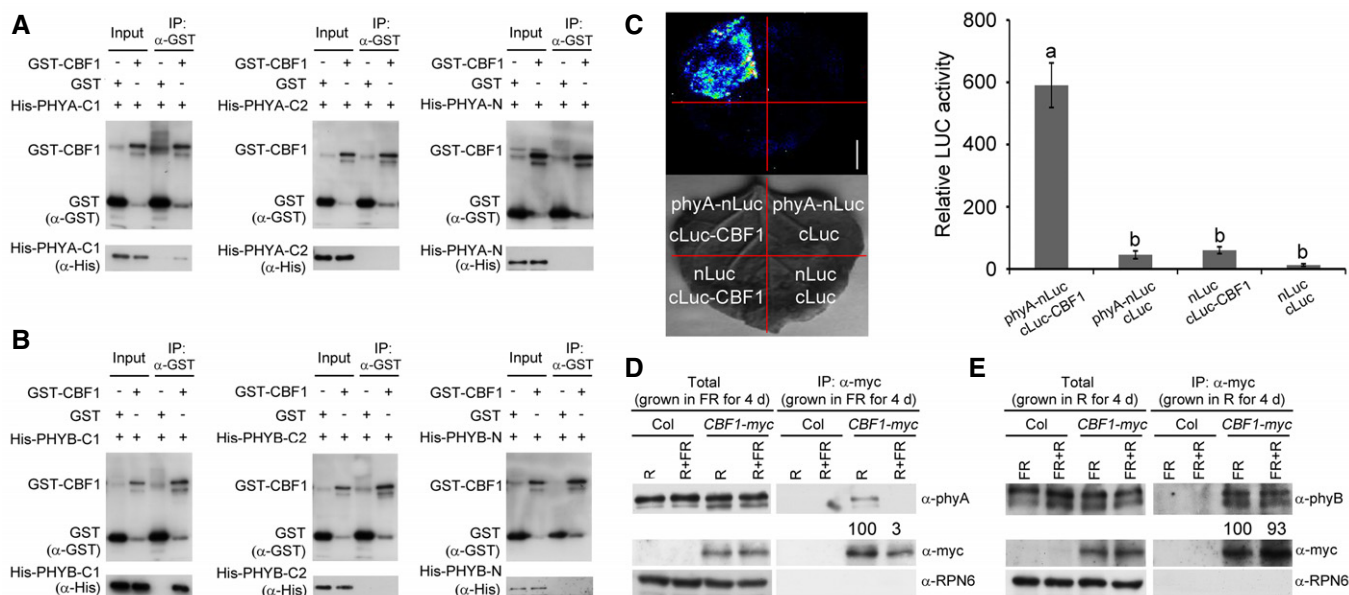 A
Input
IP:
α-GST
GST-CBF1 - + - +
GST + - + -
His-PHYA-C1 + + + +
GST-CBF1
GST
(α-GST)
His-PHYA-C1
(α-His)
Input
IP:
α-GST
GST-CBF1 - + - +
GST + - + -
His-PHYA-C2 + + + +
GST-CBF1
GST
(α-GST)
His-PHYA-C2
(α-His)
Input
IP:
α-GST
GST-CBF1 - + - +
GST + - + -
His-PHYA-N + + + +
GST-CBF1
GST
(α-GST)
His-PHYA-N
(α-His)
B
Input
IP:
α-GST
GST-CBF1 - + - +
GST + - + -
His-PHYB-C1 + + + +
GST-CBF1
GST
(α-GST)
His-PHYB-C1
(α-His)
Input
IP:
α-GST
GST-CBF1 - + - +
GST + - + -
His-PHYB-C2 + + + +
GST-CBF1
GST
(α-GST)
His-PHYB-C2
(α-His)
Input
IP:
α-GST
GST-CBF1 - + - +
GST + - + -
His-PHYB-N + + + +
GST-CBF1
GST
(α-GST)
His-PHYB-N
(α-His)
C
phyA-nLuc
cLuc-CBF1
phyA-nLuc
cLuc
nLuc
cLuc-CBF1
nLuc
cLuc
Relative LUC activity
800
600
400
200
0
a
b
b
b
phyA-nLuc
cLuc-CBF1
phyA-nLuc
cLuc
nLuc
cLuc-CBF1
nLuc
cLuc
D
Total
(grown in FR for 4 d)
IP: α-myc
(grown in FR for 4 d)
Col CBF1-myc Col CBF1-myc
R R+FR R R+FR R R+FR R R+FR
α-phyA
100 3
α-myc
α-RPN6
E
Total
(grown in R for 4 d)
IP: α-myc
(grown in R for 4 d)
Col CBF1-myc Col CBF1-myc
FR FR+R FR FR+R FR FR+R FR FR+R
α-phyB
100 93
α-myc
α-RPN6